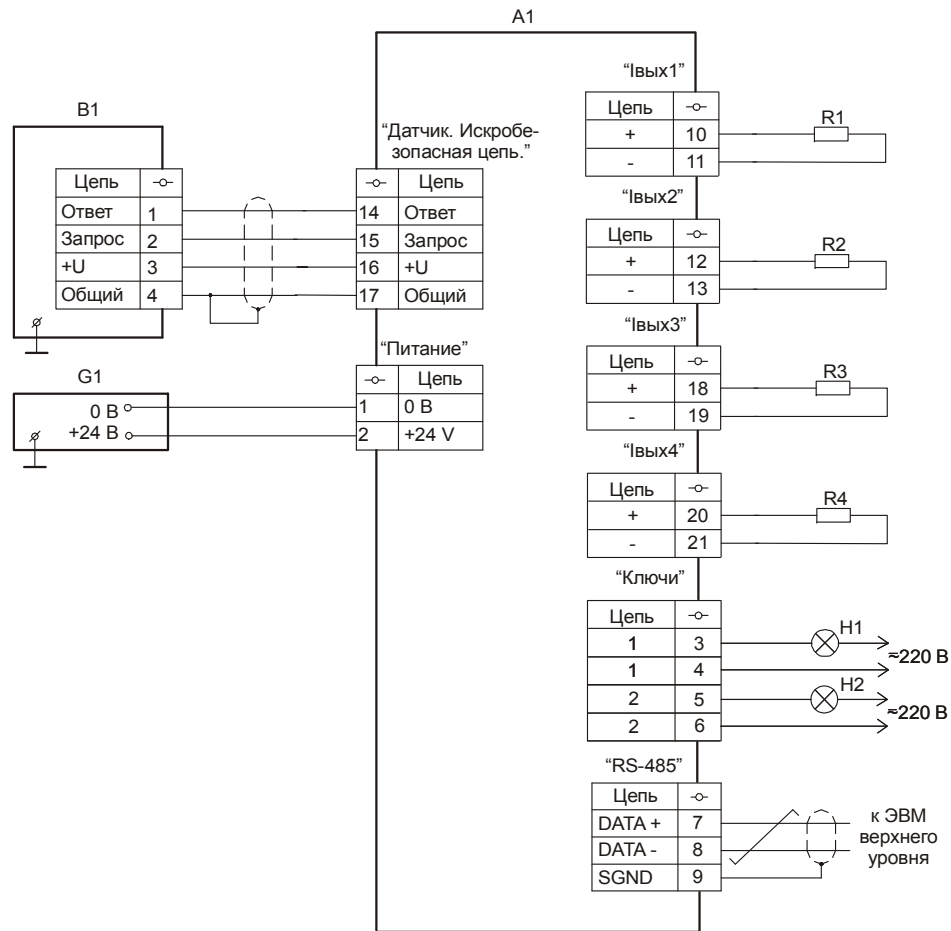 A1
B1
Цепь
Ответ 1
Запрос 2
+U 3
Общий 4
“Датчик. Искробе-
зопасная цепь.”
Цепь
14 Ответ
15 Запрос
16 +U
17 Общий
G1
0 В
+24 В
“Питание”
Цепь
1 0 В
2 +24 V
“Iвых1”
Цепь
+ 10
- 11
R1
“Iвых2”
Цепь
+ 12
- 13
R2
“Iвых3”
Цепь
+ 18
- 19
R3
“Iвых4”
Цепь
+ 20
- 21
R4
“Ключи”
Цепь
1 3
1 4
2 5
2 6
H1
≈220 В
H2
≈220 В
“RS-485”
Цепь
DATA + 7
DATA - 8
SGND 9
к ЭВМ
верхнего
уровня